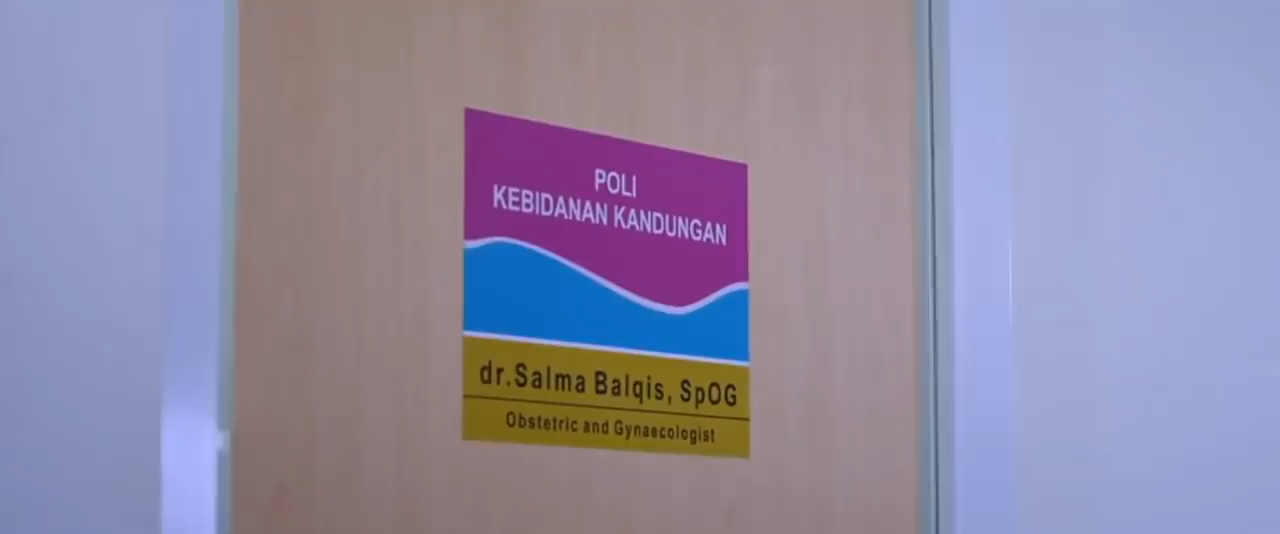 POLI
KEBIDANAN KANDUNGAN
dr.Salma Balqis, SpOG
Obstetric and Gynaecologist